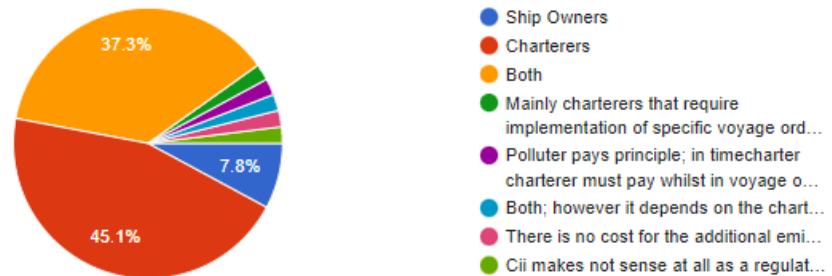 37.3%
7.8%
45.1%
Ship Owners
Charterers
Both
Mainly charterers that require
implementation of specific voyage ord...
Polluter pays principle; in timecharter
charterer must pay whilst in voyage o...
Both; however it depends on the chart...
There is no cost for the additional emi...
Cii makes not sense at all as a regulat...